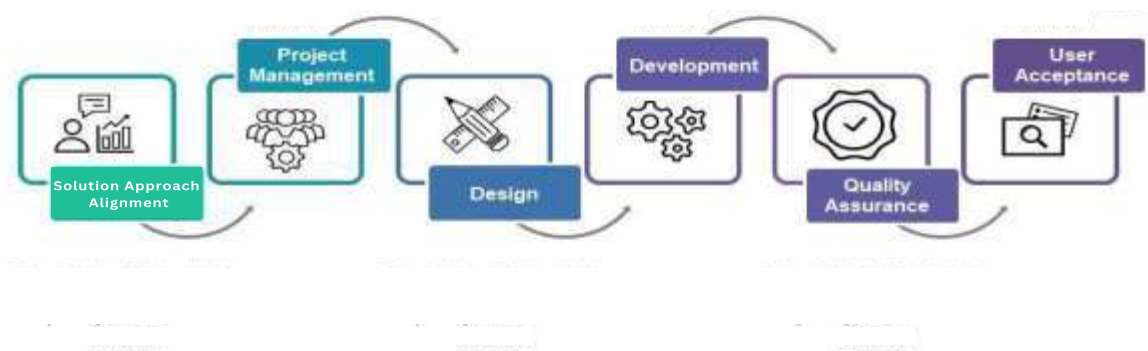 Solution Approach
Alignment
Project
Management
Design
Development
Quality
Assurance
User
Acceptance